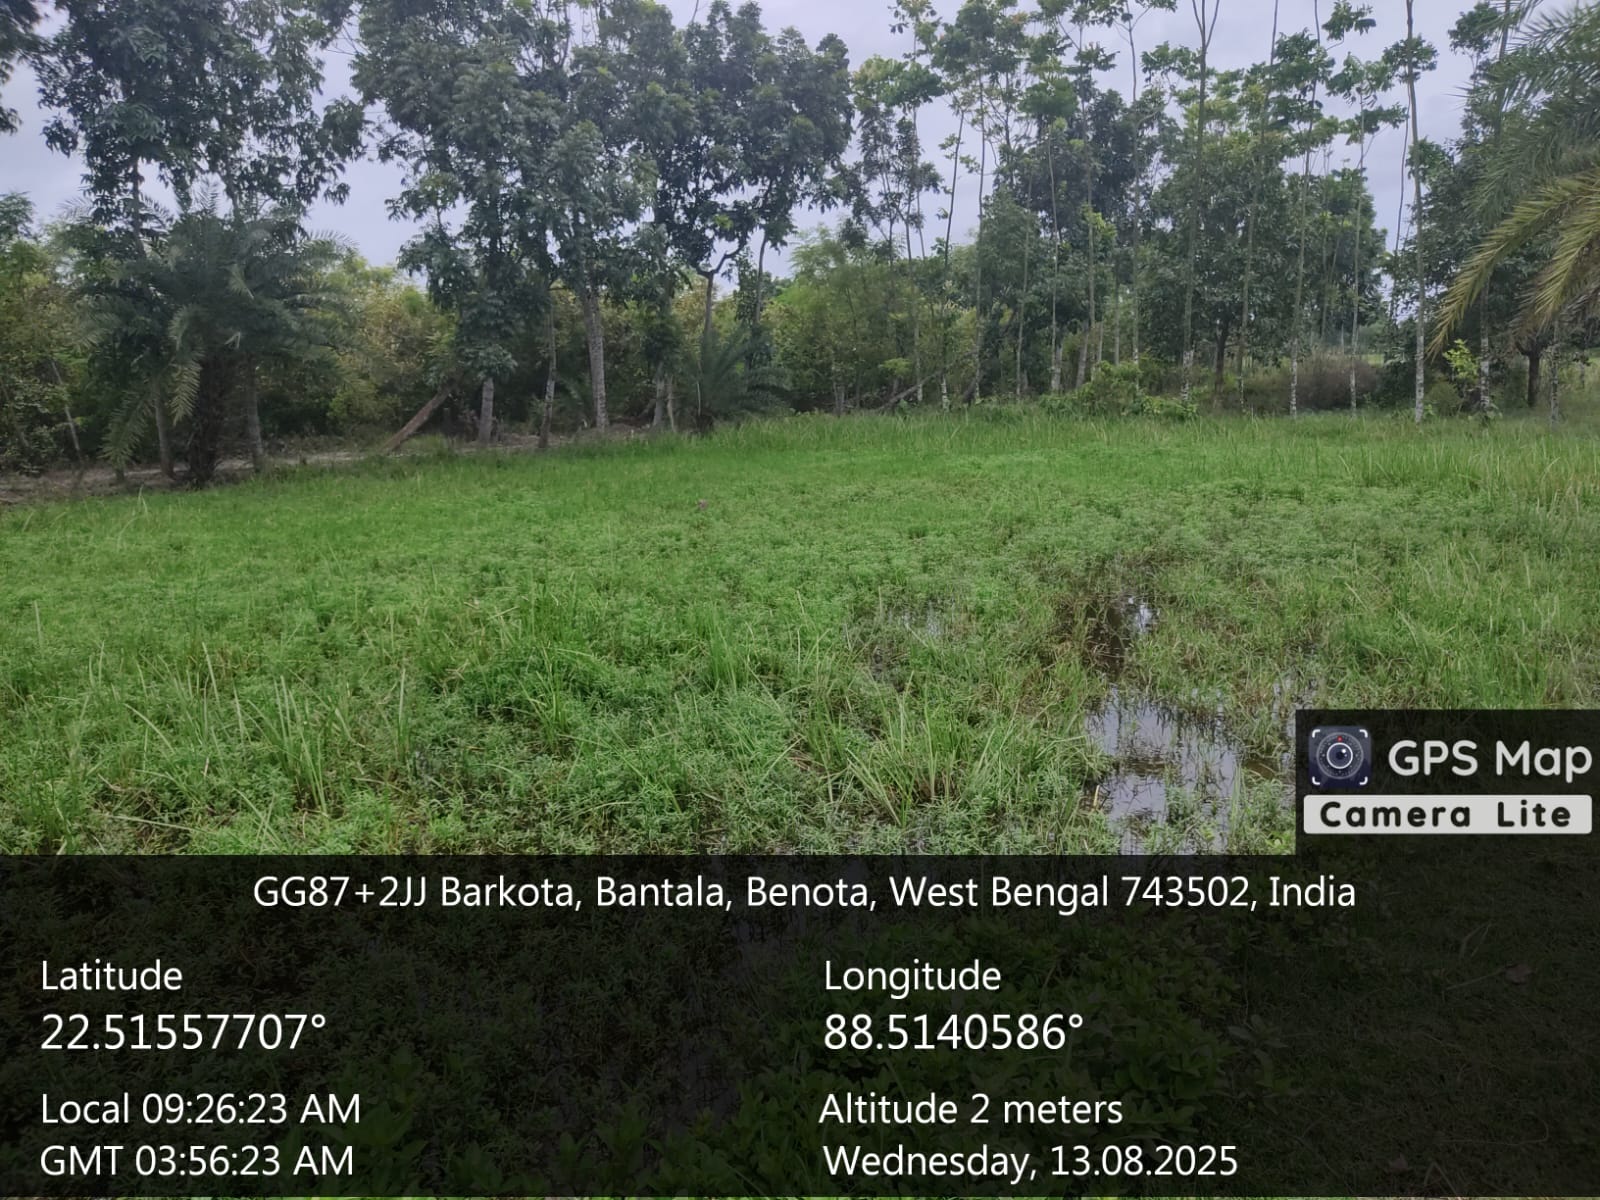 GPS Map
Camera Lite
GG87+2JJ Barkota, Bantala, Benota, West Bengal 743502, India
Latitude
22.51557707°
Longitude
88.5140586°
Local 09:26:23 AM
GMT 03:56:23 AM
Altitude 2 meters
Wednesday, 13.08.2025